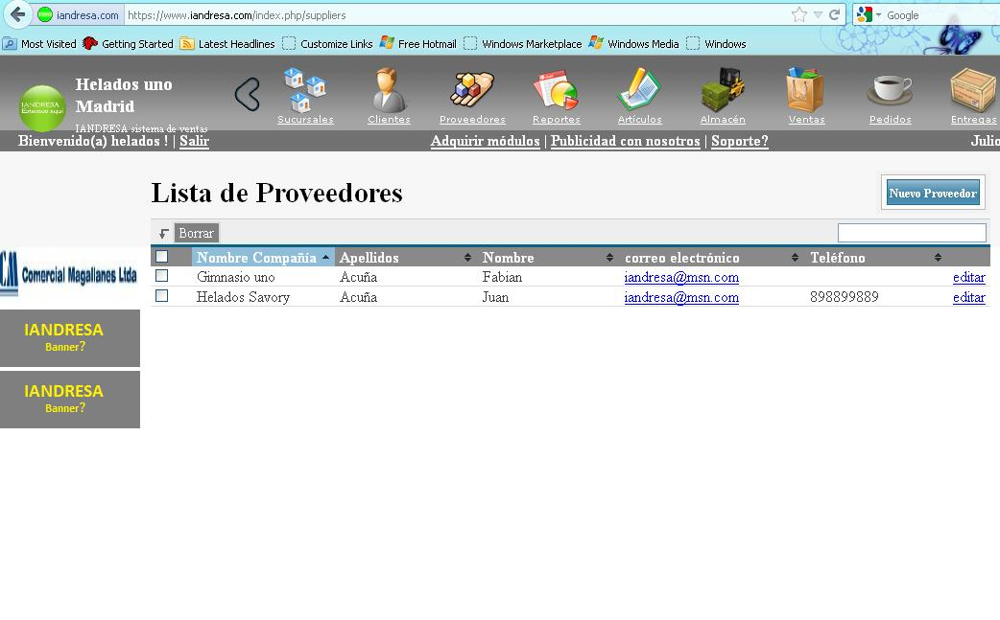 iandresa.com https://www.iandresa.com/index.php/suppliers Google
Most Visited Getting Started Latest Headlines Customize Links Free Hotmail Windows Marketplace Windows Media Windows
Helados uno
Madrid
IANDRESA
Estamos aqui
IANDRESA sistema de ventas
Sucursales Clientes Proveedores Reportes Artículos Almacén Ventas Pedidos Entregas
Bienvenido(a) helados ! | Salir Adquirir módulos | Publicidad con nosotros | Soporte? Julio
Lista de Proveedores
Nuevo Proveedor
Borrar
Nombre Compañía Apellidos Nombre correo electrónico Teléfono
Gimnasio uno Acuña Fabian iandresa@msn.com editar
Helados Savory Acuña Juan iandresa@msn.com 898899889 editar
CM Comercial Magallanes Ltda
IANDRESA
Banner?
IANDRESA
Banner?